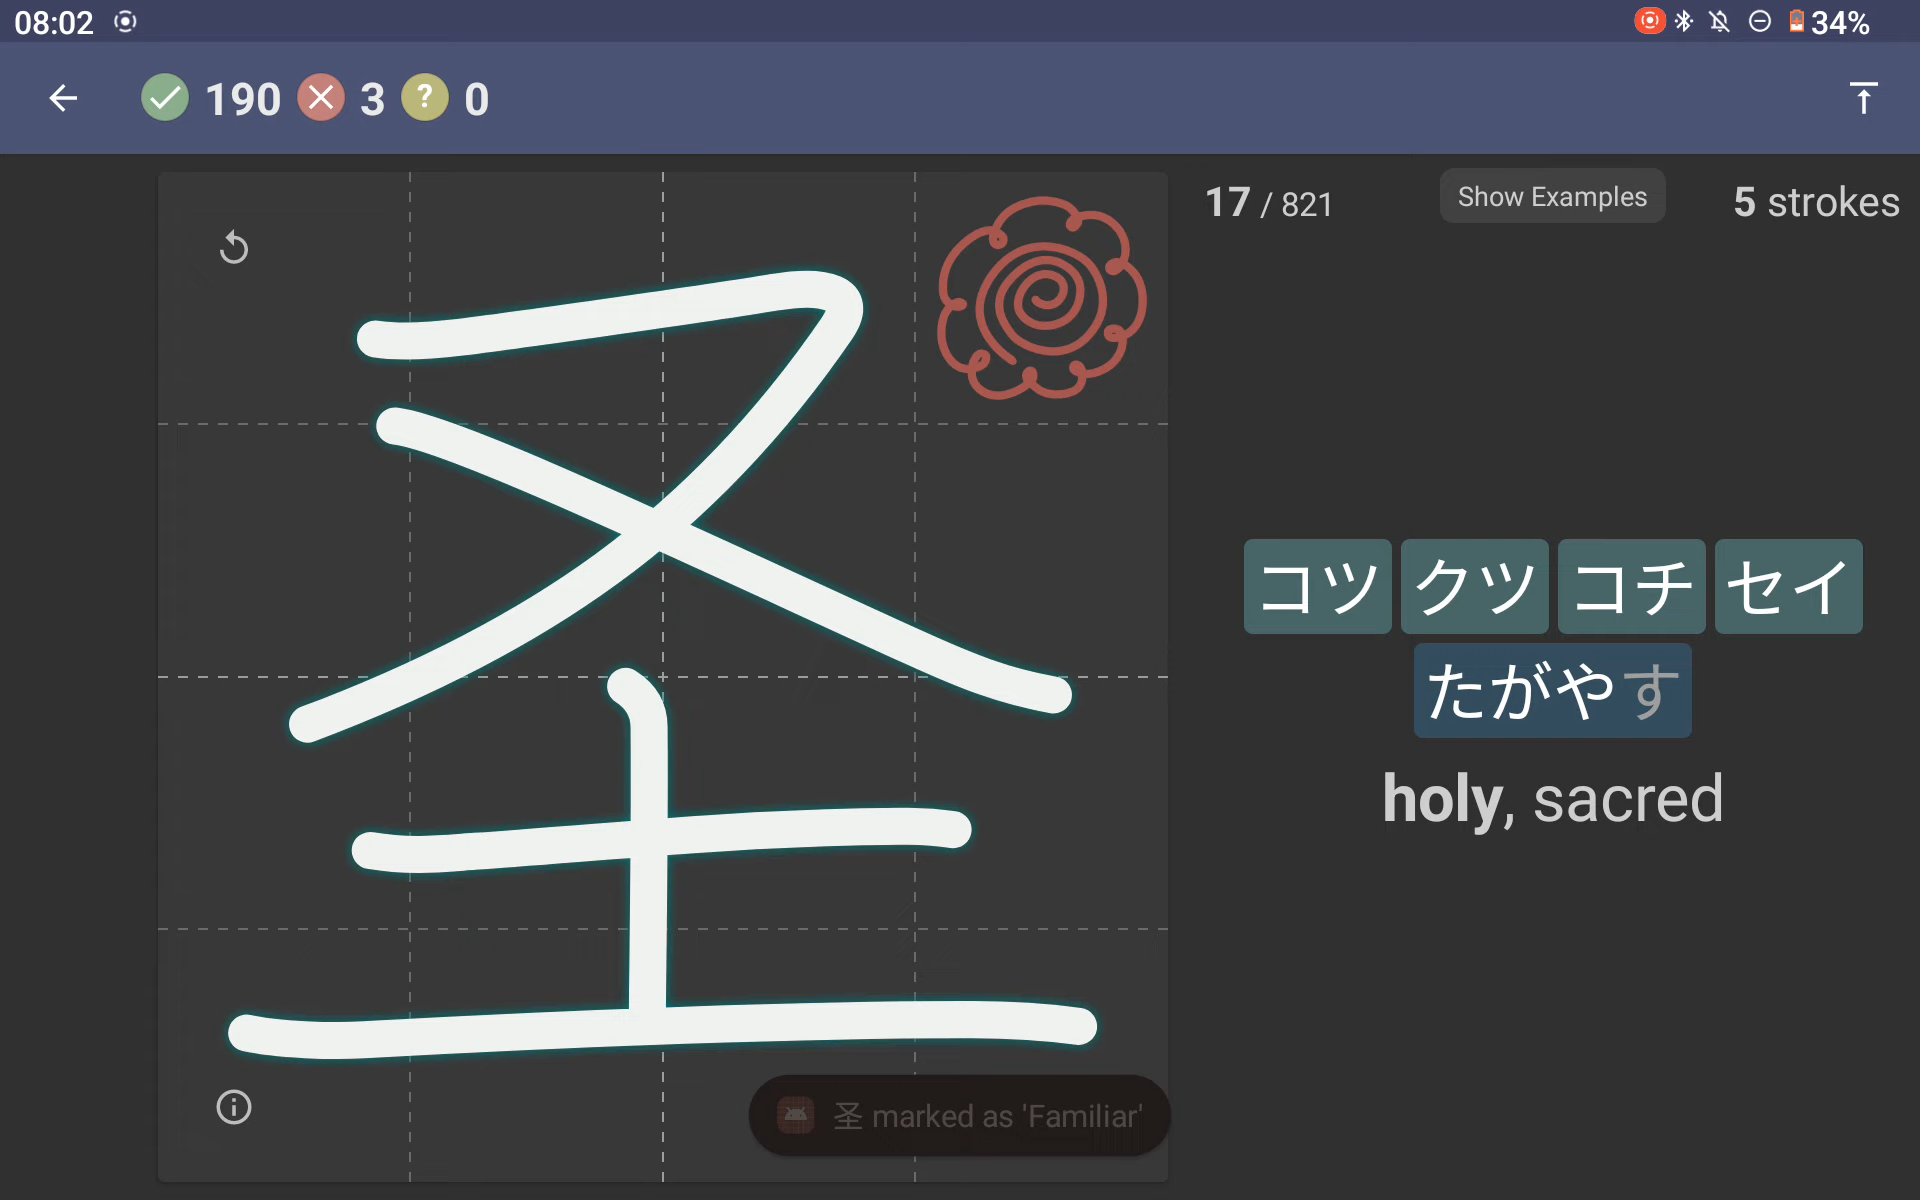 08:02
34%
190 3 ? 0
17 / 821
Show Examples
5 strokes
圣
コツ クツ コチ セイ
たがやす
holy, sacred
圣 marked as 'Familiar'